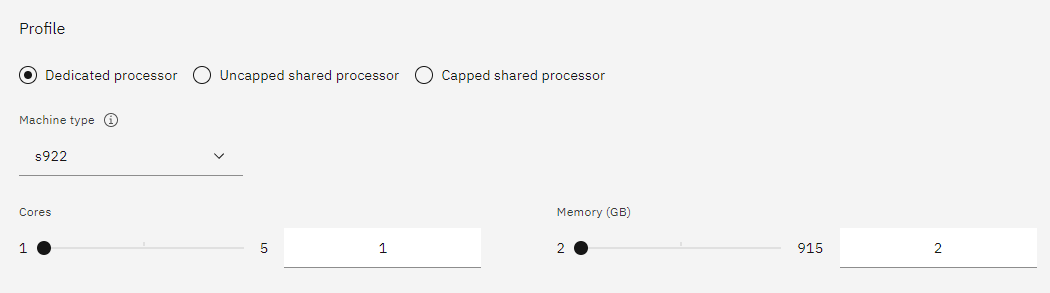 Profile
Dedicated processor Uncapped shared processor Capped shared processor
Machine type
s922
Cores Memory (GB)
1 5 1 2 915 2